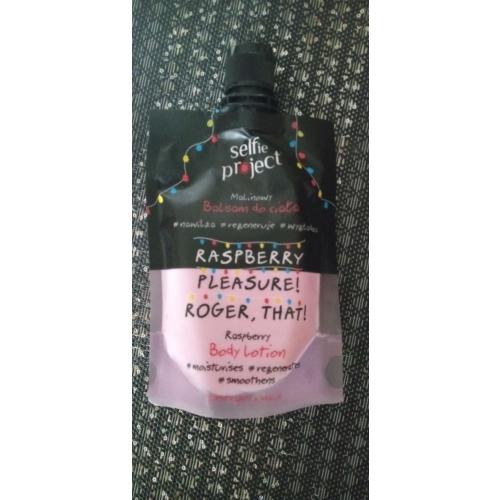 selfie
project
Malinowy
Balsam do ciała
#nawilża #regeneruje #wygładza
RASPBERRY
PLEASURE!
ROGER, THAT!
Raspberry
Body Lotion
#moisturises #regenerates
#smoothens